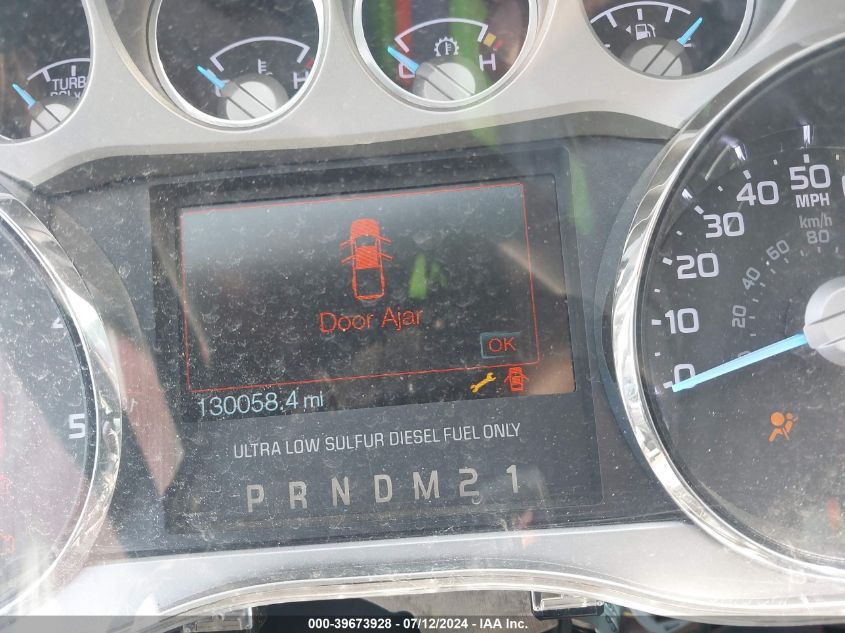 TURBO
H
H
Door Ajar
OK
130058.4 mi
ULTRA LOW SULFUR DIESEL FUEL ONLY
P R N D M 2 1
5
0
10
20
30
40
50
MPH
km/h
20
40
60
80
000-39673928 - 07/12/2024 - IAA Inc.